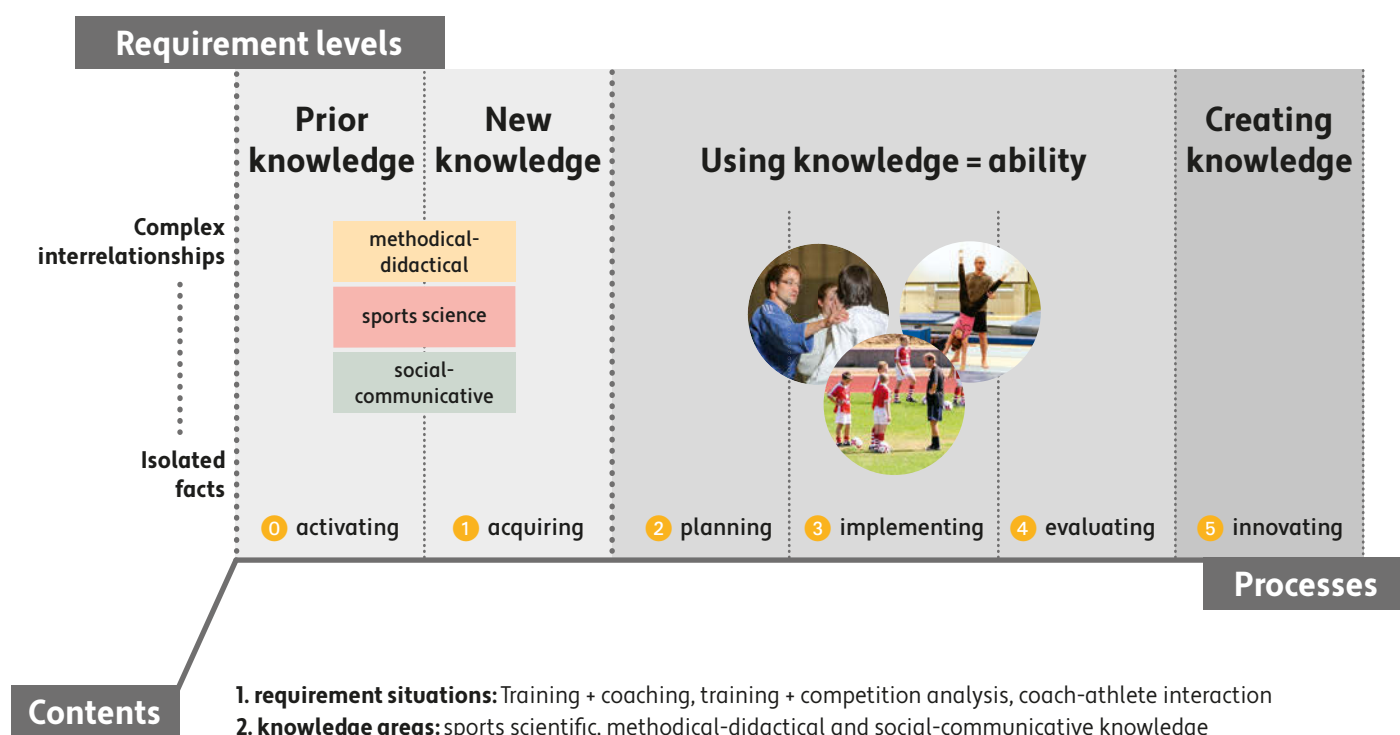 Requirement levels
Prior
knowledge
New
knowledge
Using knowledge = ability
Creating
knowledge
Complex
interrelationships
methodical-
didactical
sports science
social-
communicative
Isolated
facts
0 activating
1 acquiring
2 planning
3 implementing
4 evaluating
5 innovating
Processes
Contents
1. requirement situations: Training + coaching, training + competition analysis, coach-athlete interaction
2. knowledge areas: sports scientific, methodical-didactical and social-communicative knowledge